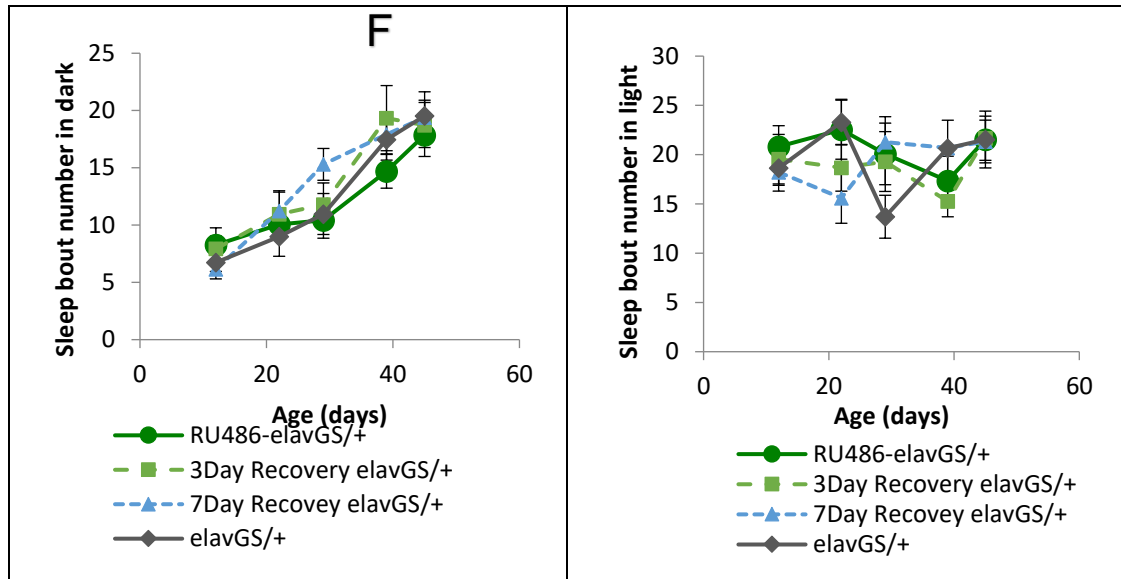 F
Sleep bout number in dark
25
20
15
10
5
0
0 20 40 60
Age (days)
RU486-elavGS/+
3Day Recovery elavGS/+
7Day Recovey elavGS/+
elavGS/+
Sleep bout number in light
30
25
20
15
10
5
0
0 20 40 60
Age (days)
RU486-elavGS/+
3Day Recovery elavGS/+
7Day Recovey elavGS/+
elavGS/+